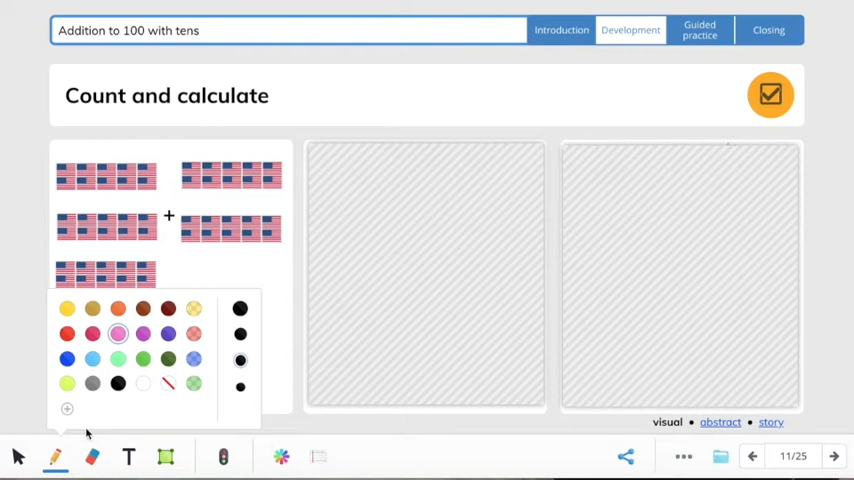 Addition to 100 with tens
Introduction
Development
Guided
practice
Closing
Count and calculate
+
visual • abstract • story
T
11/25